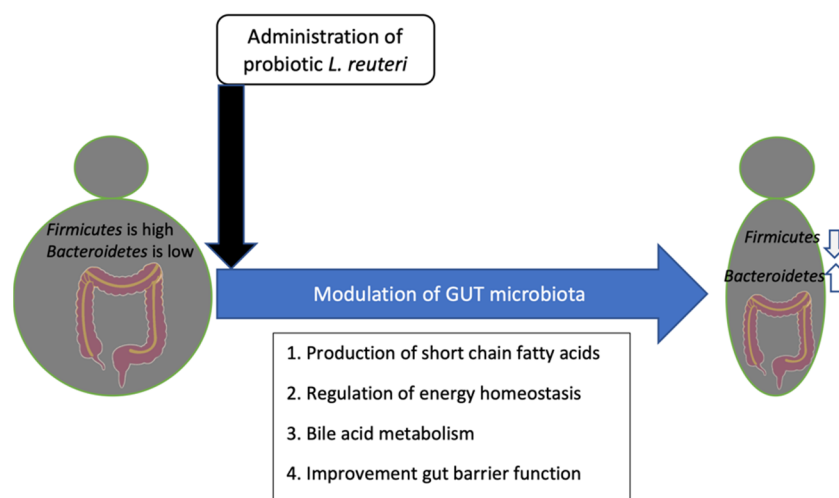 Administration of
probiotic L. reuteri
Firmicutes is high
Bacteroidetes is low
Firmicutes
Bacteroidetes
Modulation of GUT microbiota
1. Production of short chain fatty acids
2. Regulation of energy homeostasis
3. Bile acid metabolism
4. Improvement gut barrier function